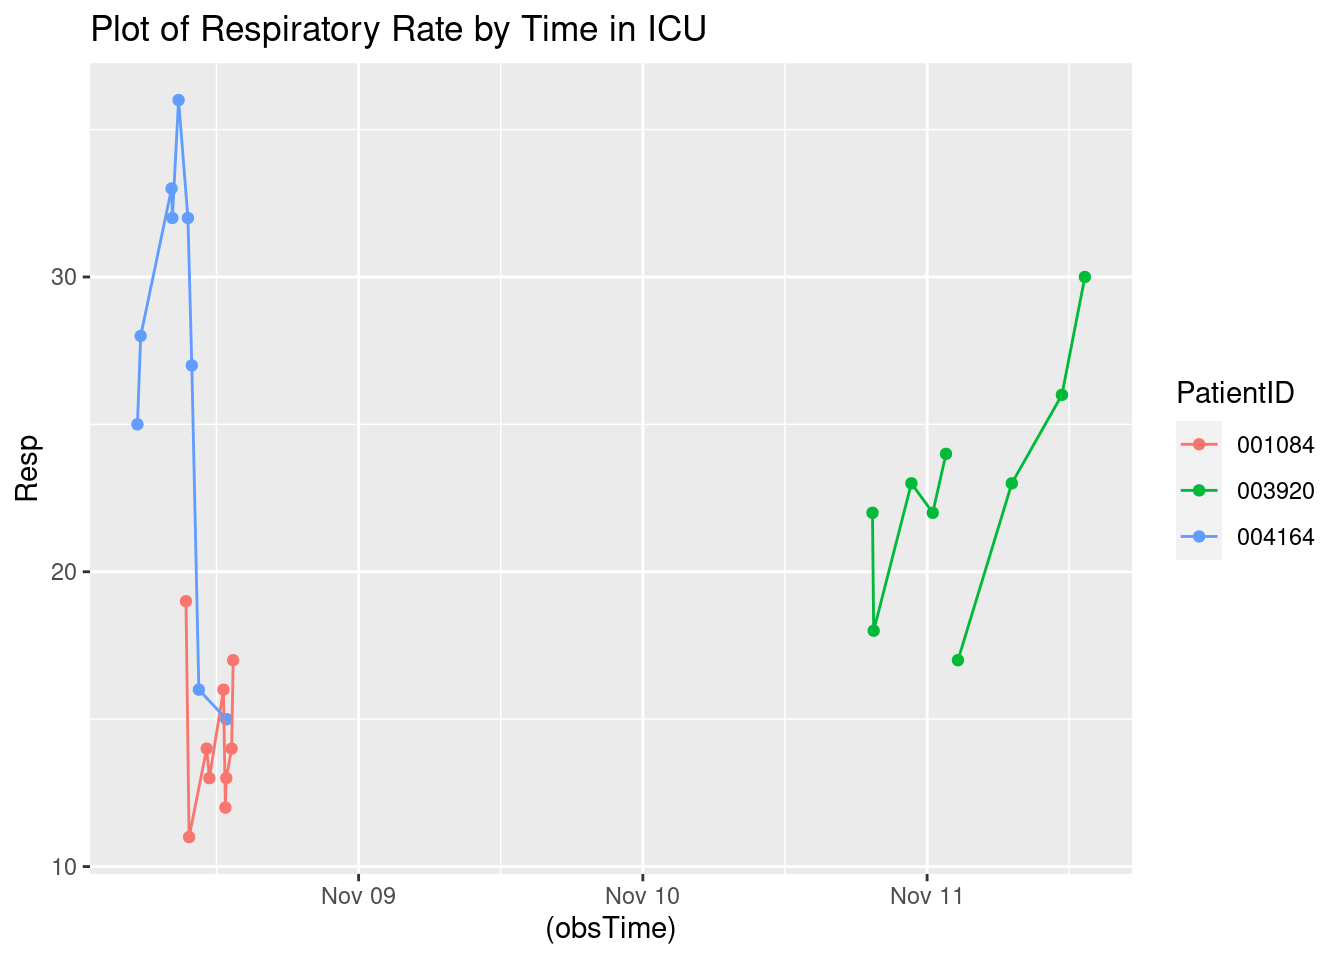 Plot of Respiratory Rate by Time in ICU
Resp
30
20
10
Nov 09
Nov 10
Nov 11
(obsTime)
PatientID
001084
003920
004164